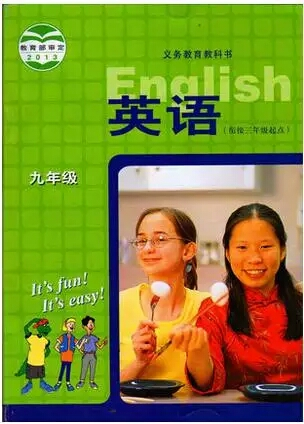 教育部审定
2013
义务教育教科书
English
英语
（衔接三年级起点）
九年级
It's fun!
It's easy!